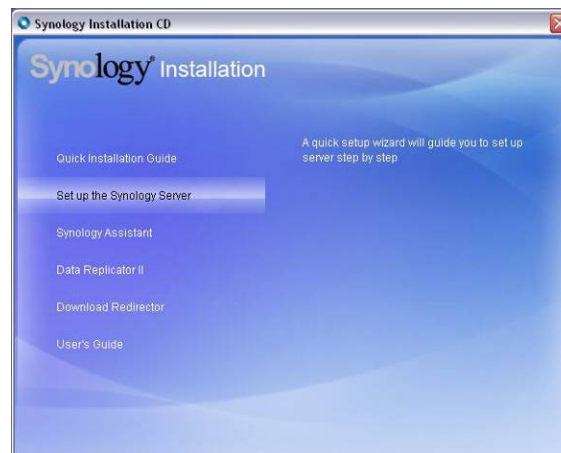 Synology Installation CD
Synology® Installation
Quick Installation Guide
Set up the Synology Server
Synology Assistant
Data Replicator II
Download Redirector
User's Guide
A quick setup wizard will guide you to set up
server step by step